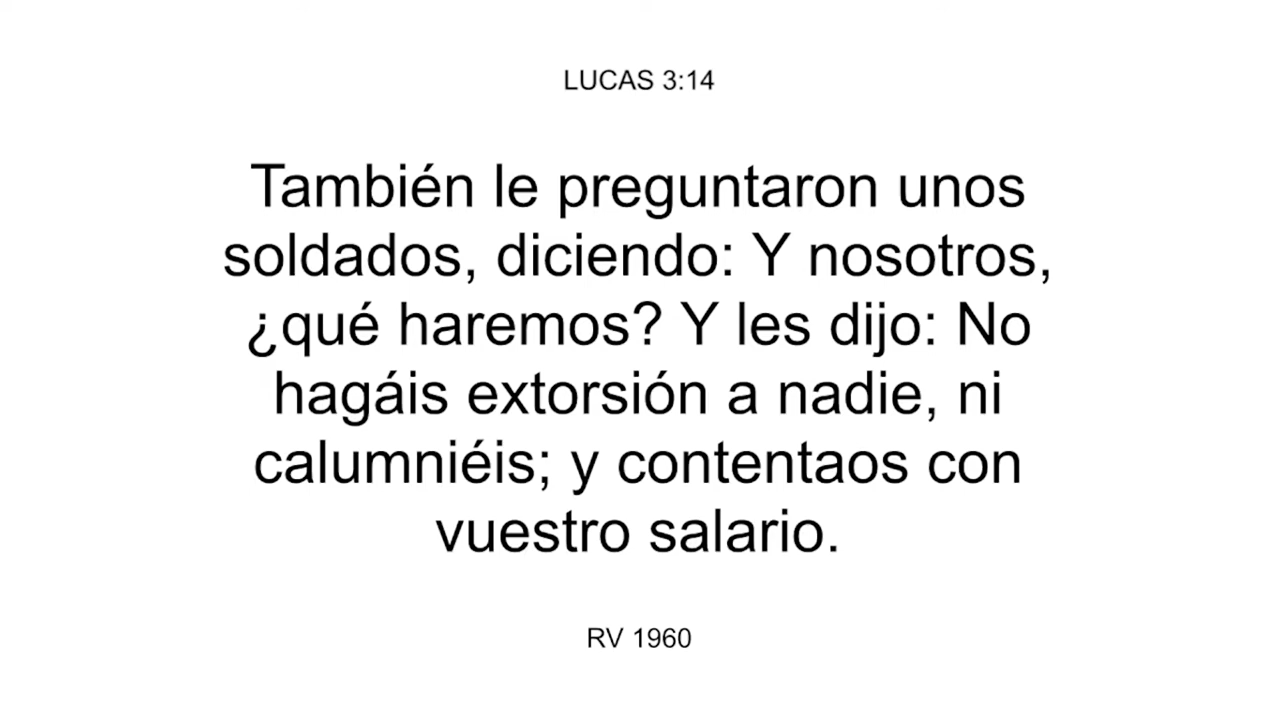 LUCAS 3:14
También le preguntaron unos
soldados, diciendo: Y nosotros,
¿qué haremos? Y les dijo: No
hagáis extorsión a nadie, ni
calumniéis; y contentaos con
vuestro salario.
RV 1960